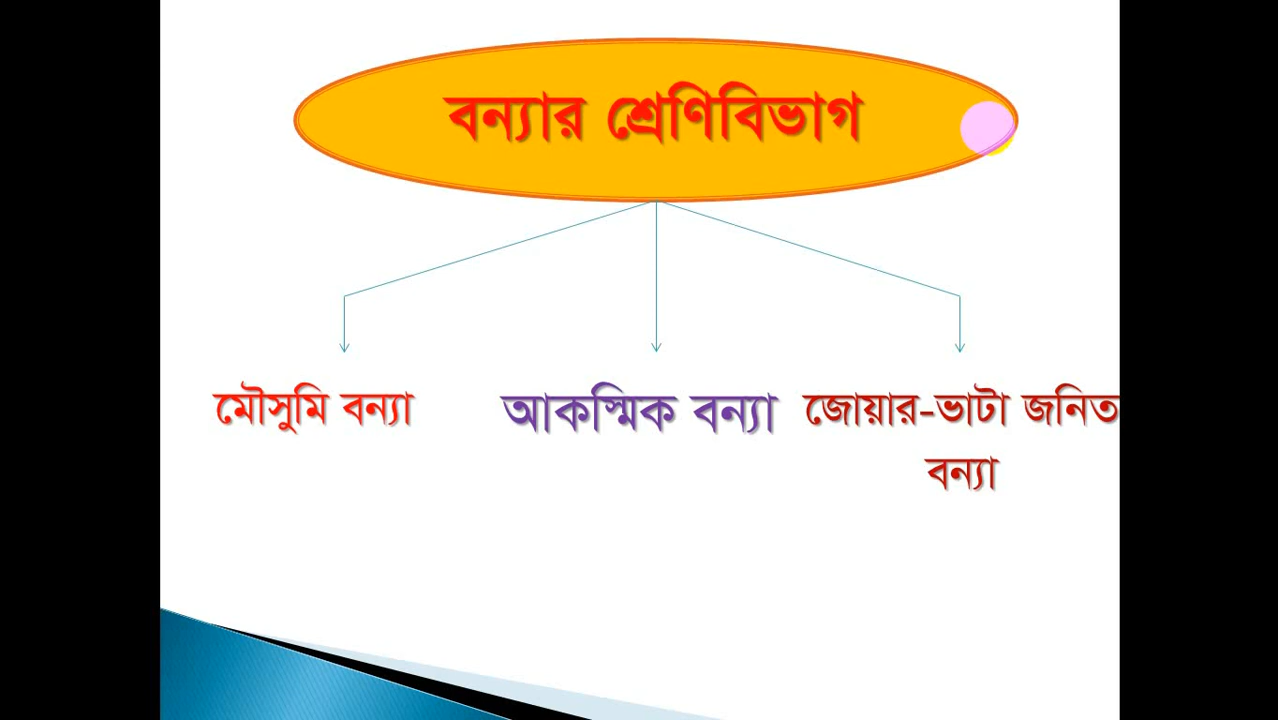 বন্যার শ্রেণিবিভাগ
মৌসুমি বন্যা
আকস্মিক বন্যা
জোয়ার-ভাটা জনিত
বন্যা